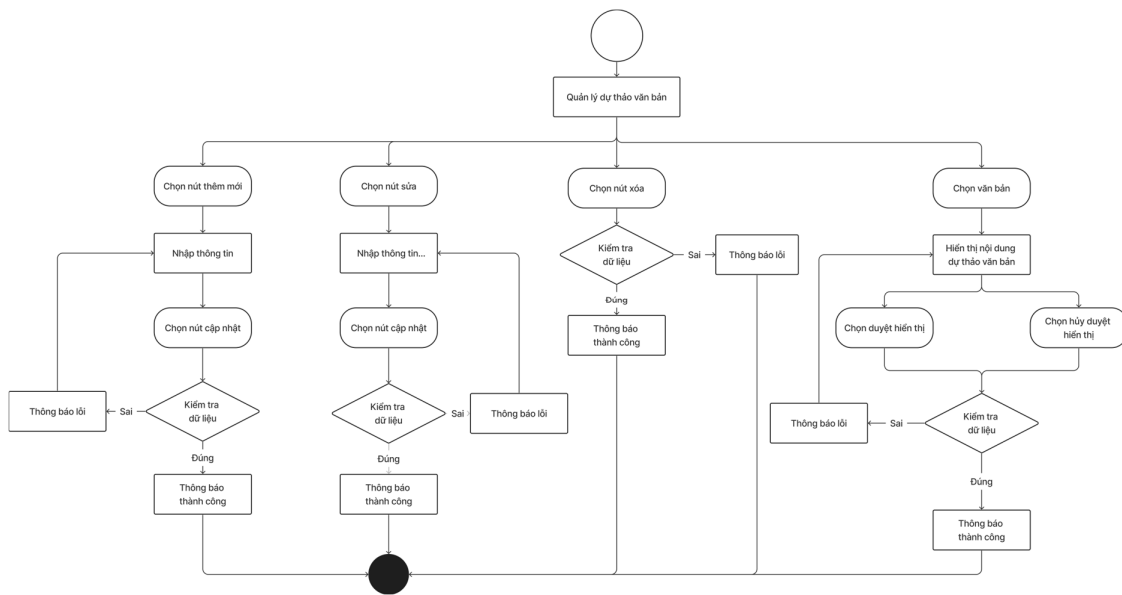 Quản lý dự thảo văn bản
Chọn nút thêm mới
Chọn nút sửa
Chọn nút xóa
Chọn văn bản
Nhập thông tin
Nhập thông tin...
Kiểm tra
dữ liệu
Sai
Thông báo lỗi
Hiển thị nội dung
dự thảo văn bản
Đúng
Chọn nút cập nhật
Chọn nút cập nhật
Thông báo
thành công
Chọn duyệt hiển thị
Chọn hủy duyệt
hiển thị
Thông báo lỗi
Sai
Kiểm tra
dữ liệu
Kiểm tra
dữ liệu
Sai
Thông báo lỗi
Thông báo lỗi
Sai
Kiểm tra
dữ liệu
Đúng
Đúng
Đúng
Thông báo
thành công
Thông báo
thành công
Thông báo
thành công